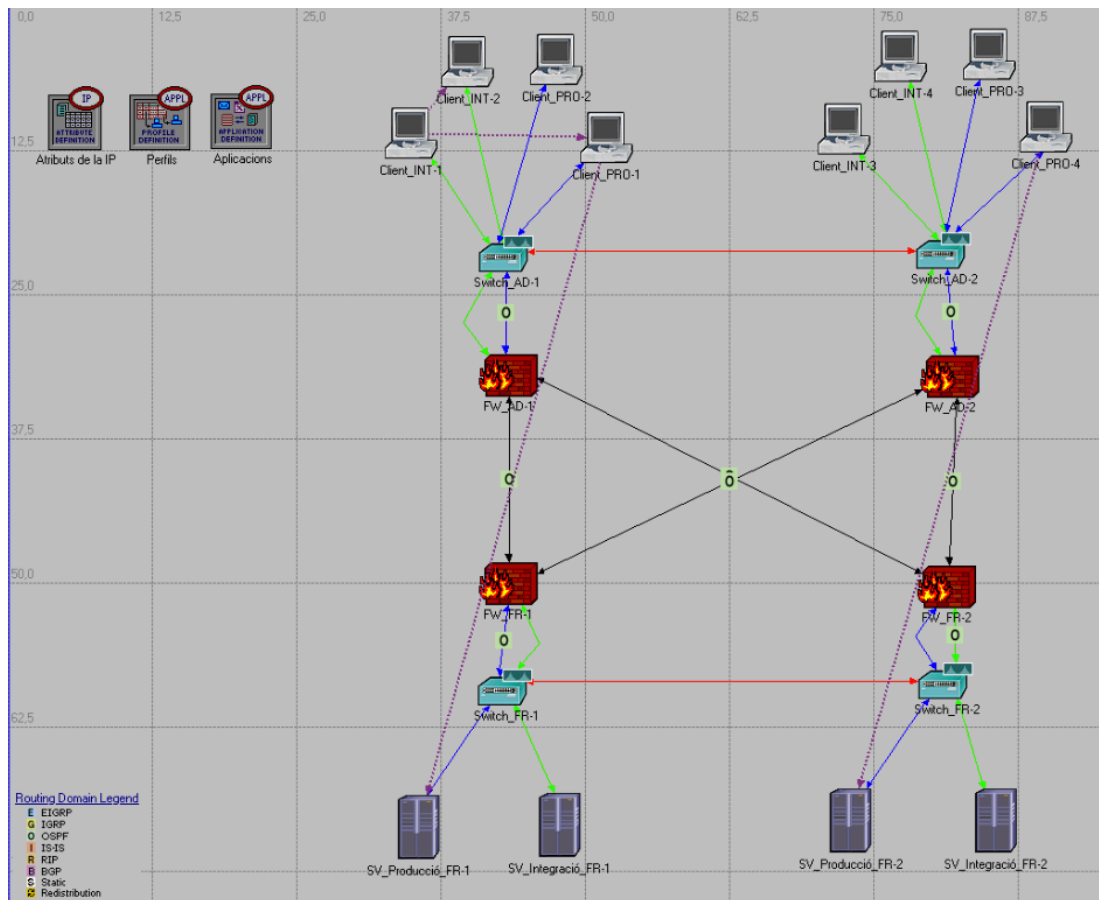 0,0 12,5 25,0 37,5 50,0 62,5 75,0 87,5
Client_INT-2
Client_PRO-2
Client_INT-4
Client_PRO-3
IP
ATTRIBUTE
DEFINITION
Atributs de la IP
APPL
PROFILE
DEFINITION
Perfils
APPL
APPLICATION
DEFINITION
Aplicacions
12,5
Client_INT-1
Client_PRO-1
Client_INT-3
Client_PRO-4
Switch_AD-1
Switch_AD-2
25,0
O
O
FW_AD-1
FW_AD-2
37,5
O
O
O
50,0
FW_FR-1
FW_FR-2
O
O
Switch_FR-1
Switch_FR-2
62,5
SV_Producció_FR-1
SV_Integració_FR-1
SV_Producció_FR-2
SV_Integració_FR-2
Routing Domain Legend
E EIGRP
G IGRP
O OSPF
I IS-IS
R RIP
B BGP
S Static
Redistribution